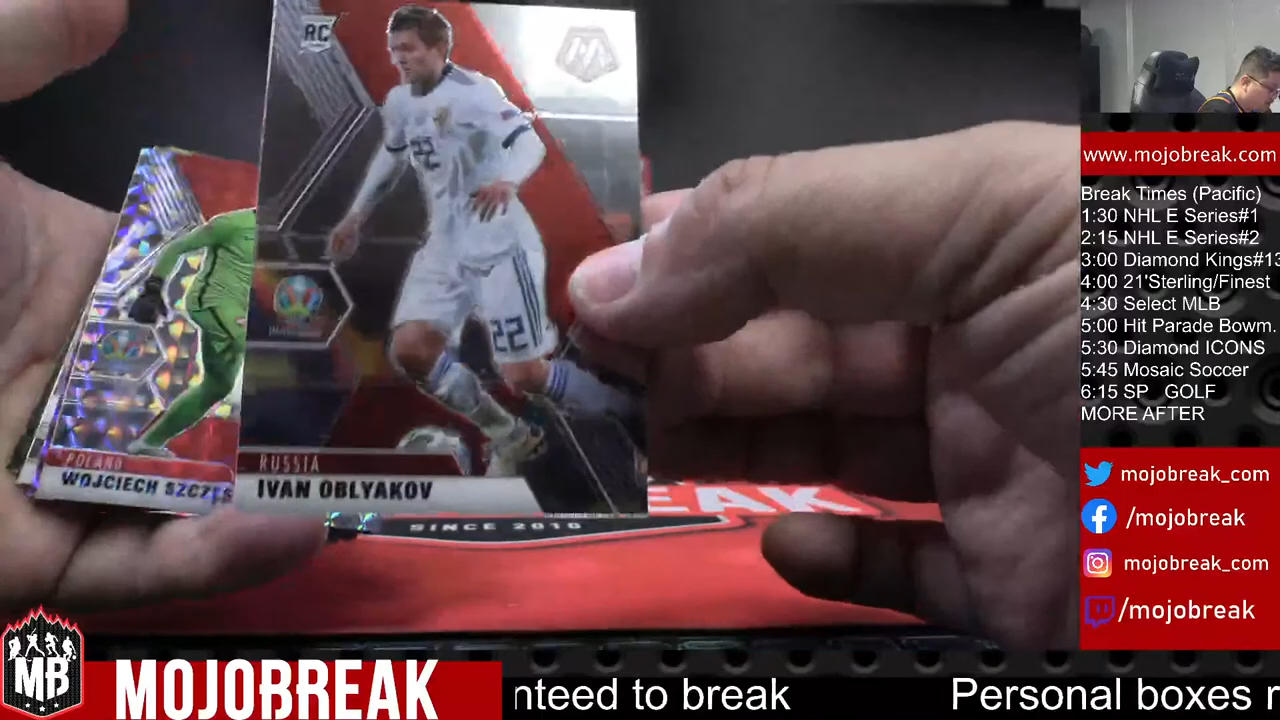 RC
22
22
RUSSIA
IVAN OBLYAKOV
POLAND
WOJCIECH SZCZĘS
EAK
SINCE 2010
www.mojobreak.com
Break Times (Pacific)
1:30 NHL E Series#1
2:15 NHL E Series#2
3:00 Diamond Kings#13
4:00 21'Sterling/Finest
4:30 Select MLB
5:00 Hit Parade Bowm.
5:30 Diamond ICONS
5:45 Mosaic Soccer
6:15 SP GOLF
MORE AFTER
mojobreak_com
/mojobreak
mojobreak_com
/mojobreak
MB
MOJOBREAK
nteed to break
Personal boxes r